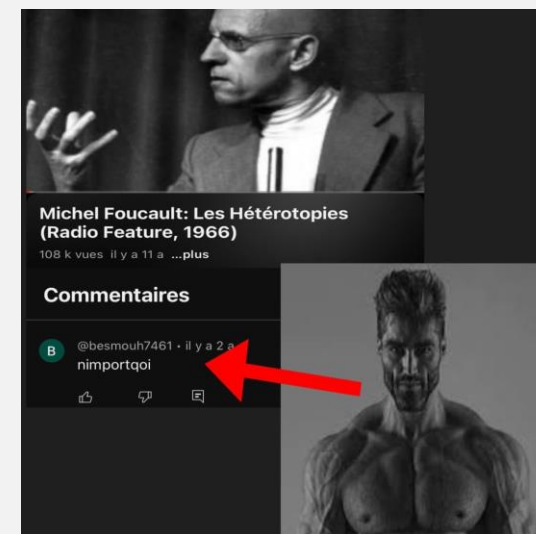 Michel Foucault: Les Hétérotopies
(Radio Feature, 1966)
108 k vues il y a 11 a ...plus
Commentaires
B
@besmouh7461 • il y a 2 a
nimportqoi